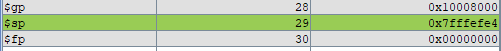 $gp 28 0x10008000
$sp 29 0x7fffefe4
$fp 30 0x00000000